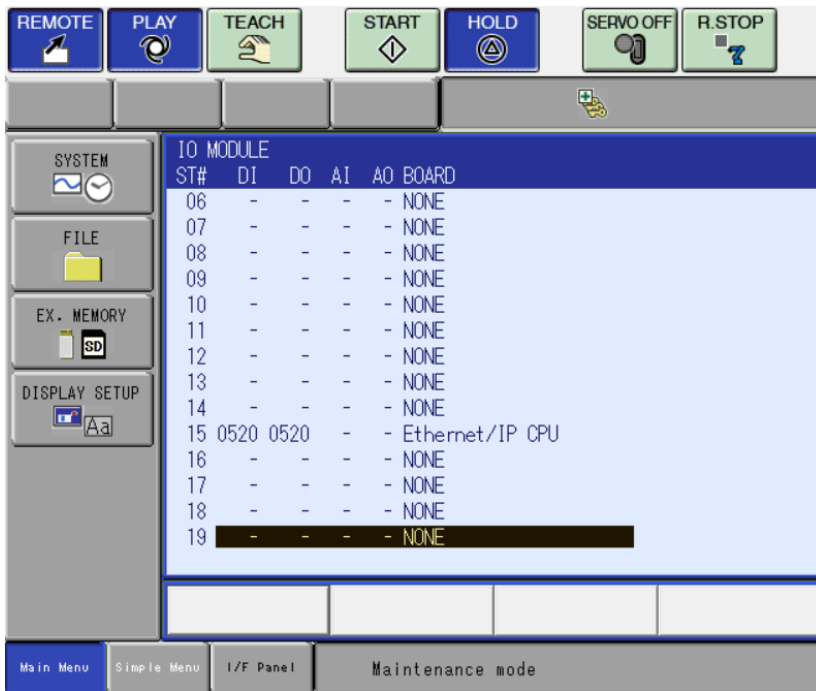 REMOTE PLAY TEACH START HOLD SERVO OFF R.STOP
SYSTEM
FILE
EX. MEMORY
SD
DISPLAY SETUP
Aa
IO MODULE
ST# DI DO AI AO BOARD
06 - - - - NONE
07 - - - - NONE
08 - - - - NONE
09 - - - - NONE
10 - - - - NONE
11 - - - - NONE
12 - - - - NONE
13 - - - - NONE
14 - - - - NONE
15 0520 0520 - - Ethernet/IP CPU
16 - - - - NONE
17 - - - - NONE
18 - - - - NONE
19 - - - - NONE
Main Menu Simple Menu I/F Panel Maintenance mode